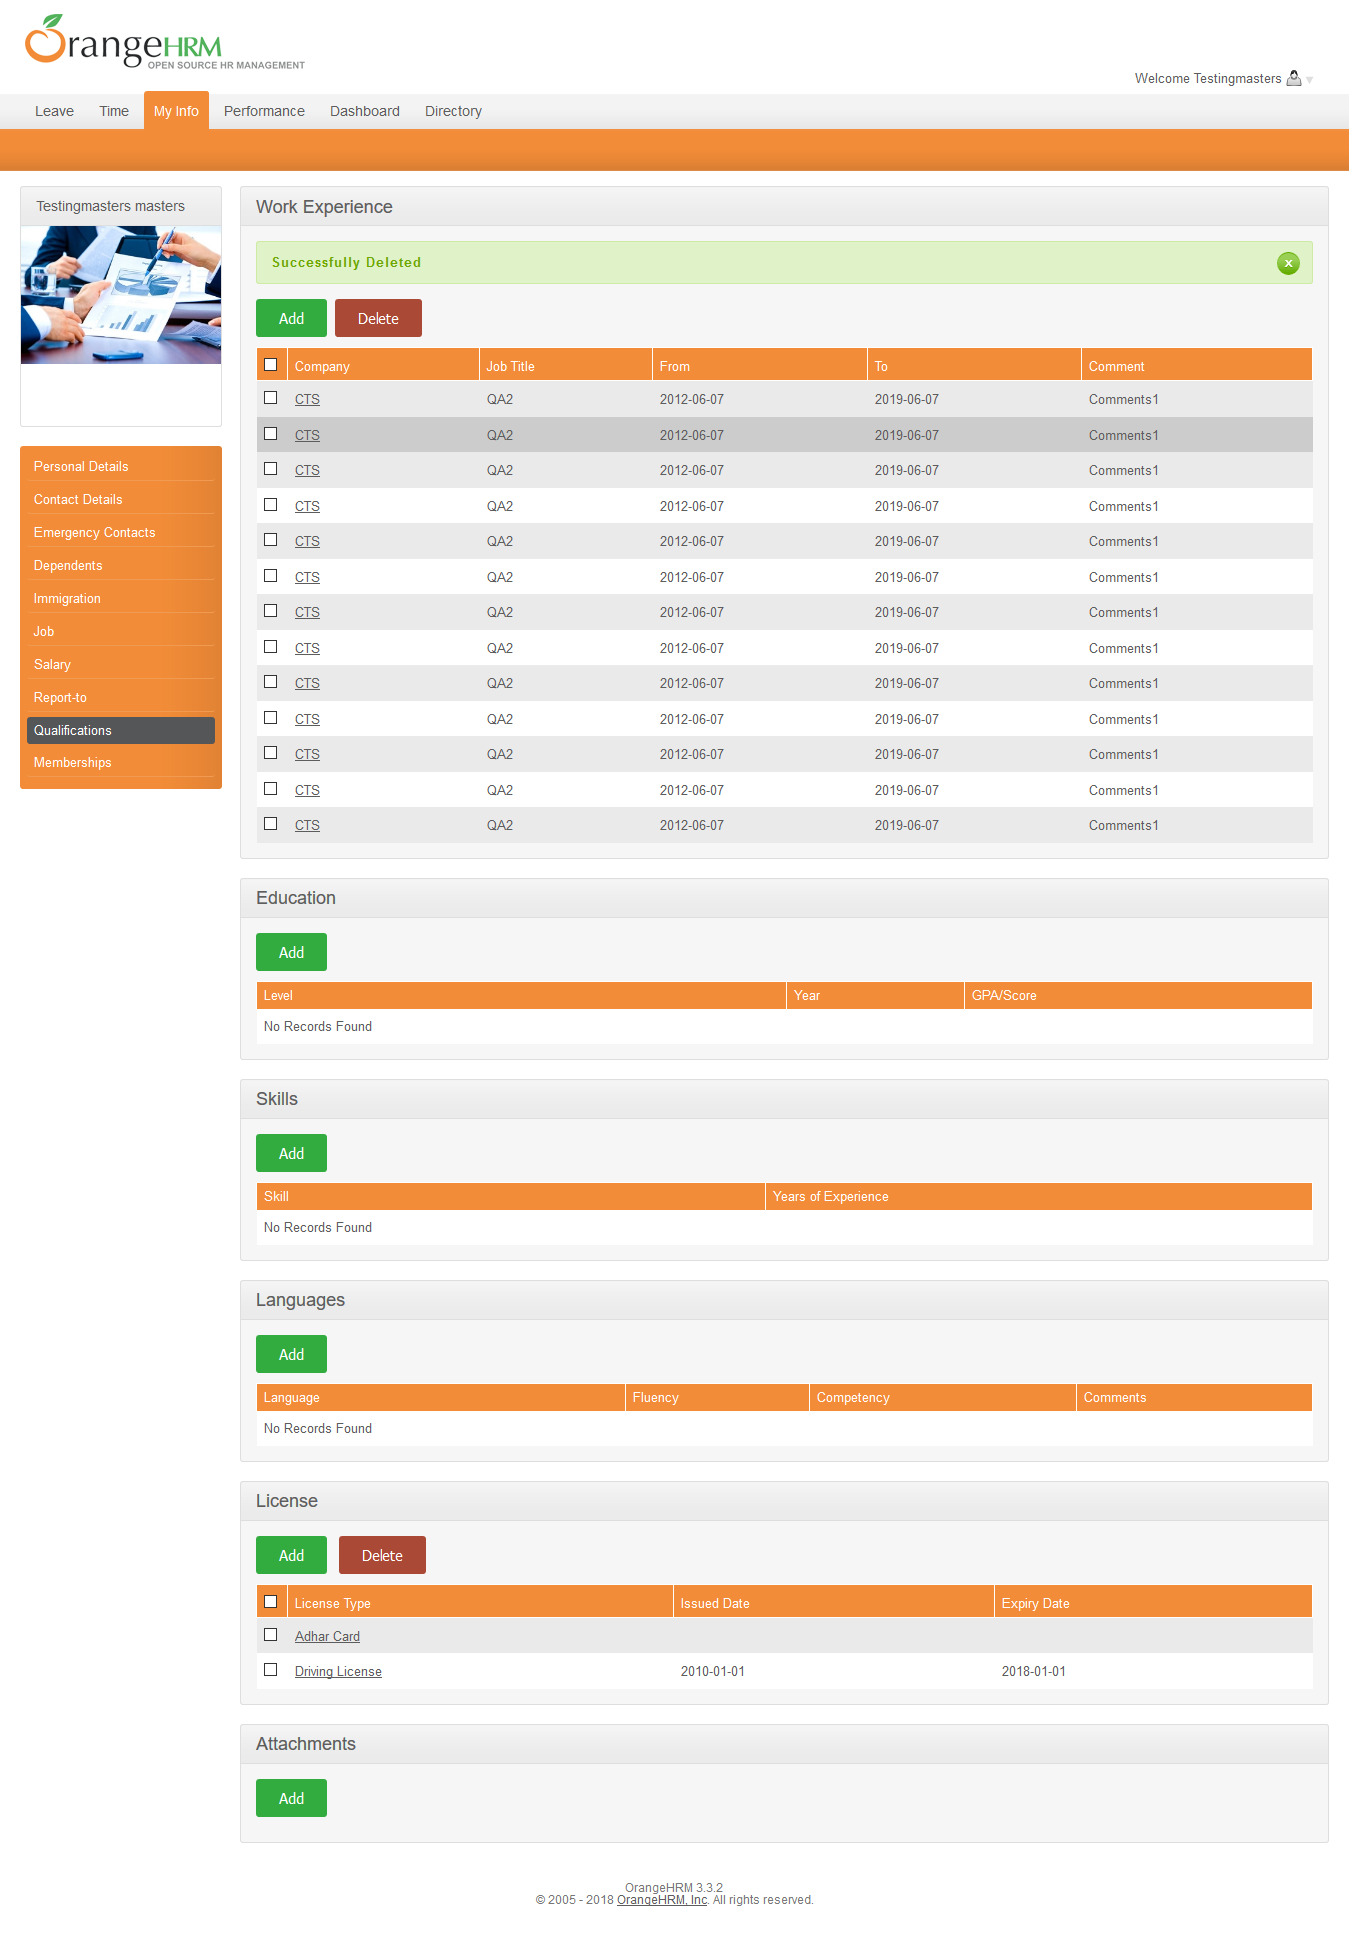 OrangeHRM
OPEN SOURCE HR MANAGEMENT
Welcome Testingmasters
Leave Time My Info Performance Dashboard Directory
Testingmasters masters
Personal Details
Contact Details
Emergency Contacts
Dependents
Immigration
Job
Salary
Report-to
Qualifications
Memberships
Work Experience
Successfully Deleted x
Add Delete
Company Job Title From To Comment
CTS QA2 2012-06-07 2019-06-07 Comments1
CTS QA2 2012-06-07 2019-06-07 Comments1
CTS QA2 2012-06-07 2019-06-07 Comments1
CTS QA2 2012-06-07 2019-06-07 Comments1
CTS QA2 2012-06-07 2019-06-07 Comments1
CTS QA2 2012-06-07 2019-06-07 Comments1
CTS QA2 2012-06-07 2019-06-07 Comments1
CTS QA2 2012-06-07 2019-06-07 Comments1
CTS QA2 2012-06-07 2019-06-07 Comments1
CTS QA2 2012-06-07 2019-06-07 Comments1
CTS QA2 2012-06-07 2019-06-07 Comments1
CTS QA2 2012-06-07 2019-06-07 Comments1
CTS QA2 2012-06-07 2019-06-07 Comments1
Education
Add
Level Year GPA/Score
No Records Found
Skills
Add
Skill Years of Experience
No Records Found
Languages
Add
Language Fluency Competency Comments
No Records Found
License
Add Delete
License Type Issued Date Expiry Date
Adhar Card
Driving License 2010-01-01 2018-01-01
Attachments
Add
OrangeHRM 3.3.2
© 2005 - 2018 OrangeHRM, Inc. All rights reserved.